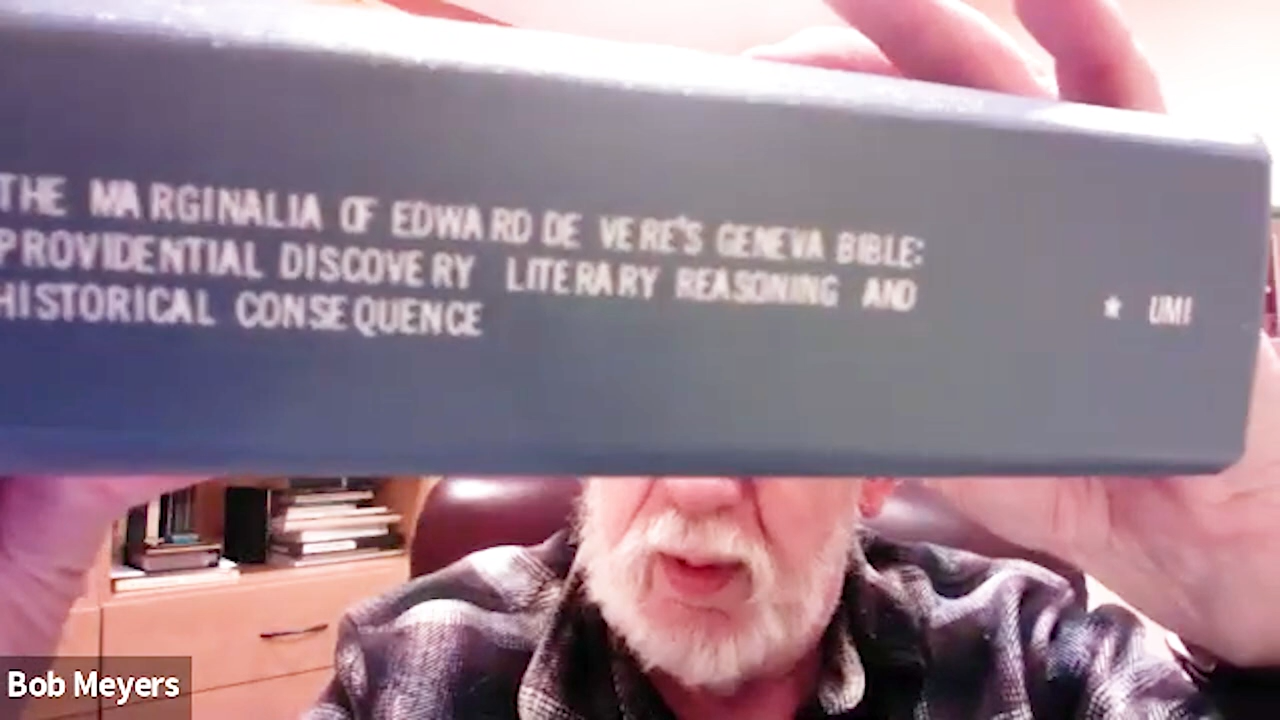 THE MARGINALIA OF EDWARD DE VERE'S GENEVA BIBLE:
PROVIDENTIAL DISCOVERY LITERARY REASONING AND
HISTORICAL CONSEQUENCE
★ UMI
Bob Meyers